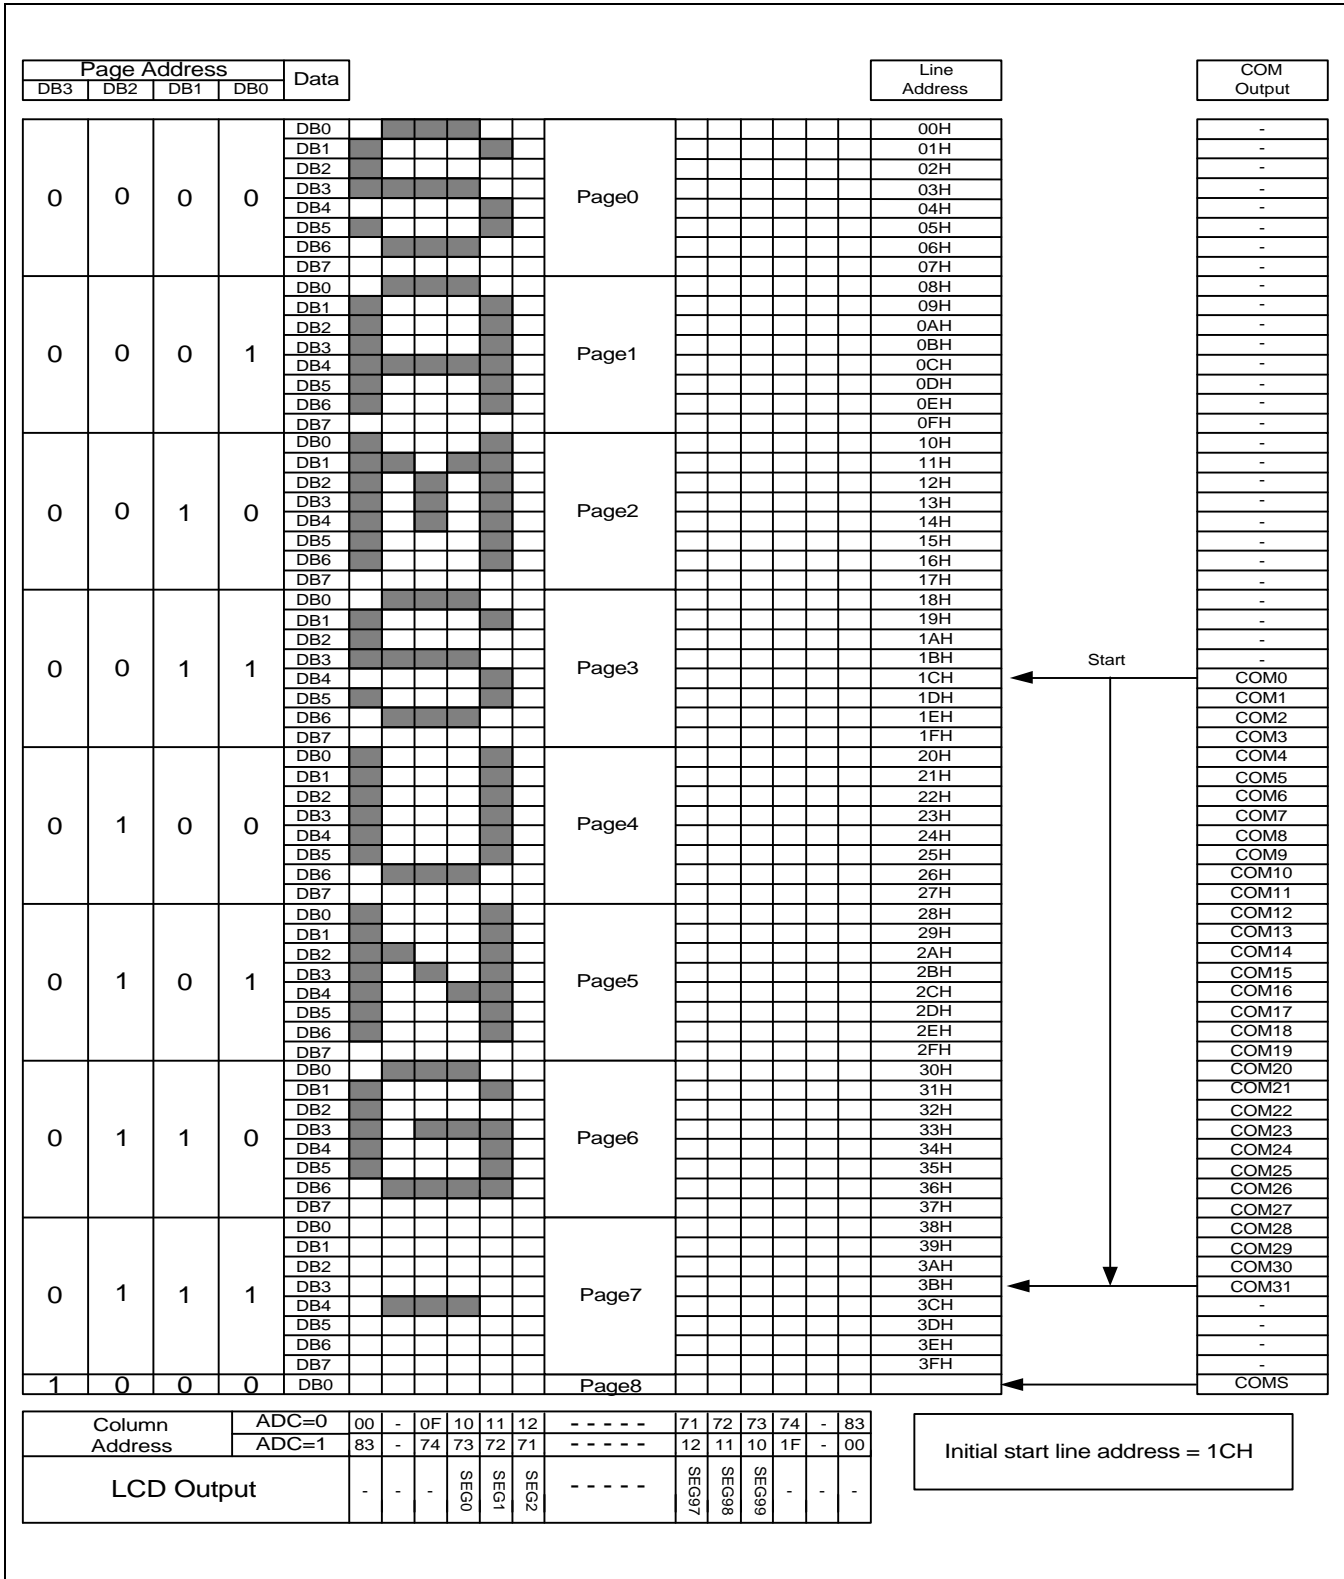 Page Address Data Line Address COM Output
DB3 DB2 DB1 DB0
0 0 0 0 Page0
DB0 00H -
DB1 01H -
DB2 02H -
DB3 03H -
DB4 04H -
DB5 05H -
DB6 06H -
DB7 07H -
0 0 0 1 Page1
DB0 08H -
DB1 09H -
DB2 0AH -
DB3 0BH -
DB4 0CH -
DB5 0DH -
DB6 0EH -
DB7 0FH -
0 0 1 0 Page2
DB0 10H -
DB1 11H -
DB2 12H -
DB3 13H -
DB4 14H -
DB5 15H -
DB6 16H -
DB7 17H -
0 0 1 1 Page3
DB0 18H -
DB1 19H -
DB2 1AH -
DB3 1BH Start -
DB4 1CH COM0
DB5 1DH COM1
DB6 1EH COM2
DB7 1FH COM3
0 1 0 0 Page4
DB0 20H COM4
DB1 21H COM5
DB2 22H COM6
DB3 23H COM7
DB4 24H COM8
DB5 25H COM9
DB6 26H COM10
DB7 27H COM11
0 1 0 1 Page5
DB0 28H COM12
DB1 29H COM13
DB2 2AH COM14
DB3 2BH COM15
DB4 2CH COM16
DB5 2DH COM17
DB6 2EH COM18
DB7 2FH COM19
0 1 1 0 Page6
DB0 30H COM20
DB1 31H COM21
DB2 32H COM22
DB3 33H COM23
DB4 34H COM24
DB5 35H COM25
DB6 36H COM26
DB7 37H COM27
0 1 1 1 Page7
DB0 38H COM28
DB1 39H COM29
DB2 3AH COM30
DB3 3BH COM31
DB4 3CH -
DB5 3DH -
DB6 3EH -
DB7 3FH -
1 0 0 0 DB0 Page8 COMS
Column Address
ADC=0 00 - 0F 10 11 12 - - - - - 71 72 73 74 - 83
ADC=1 83 - 74 73 72 71 - - - - - 12 11 10 1F - 00
LCD Output - - - SEG0 SEG1 SEG2 - - - - - SEG97 SEG98 SEG99 - - -
Initial start line address = 1CH